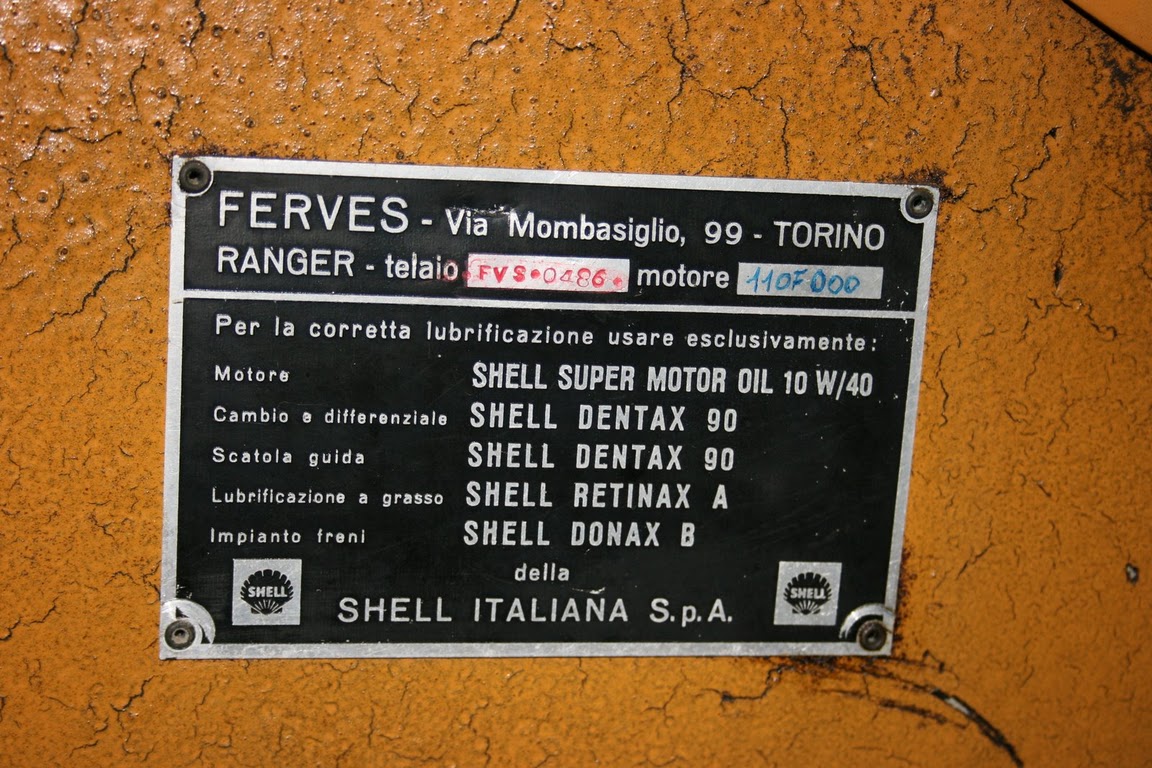 FERVES - Via Mombasiglio, 99 - TORINO
RANGER - telaio FVS•0486• motore 110F000
Per la corretta lubrificazione usare esclusivamente:
Motore SHELL SUPER MOTOR OIL 10 W/40
Cambio e differenziale SHELL DENTAX 90
Scatola guida SHELL DENTAX 90
Lubrificazione a grasso SHELL RETINAX A
Impianto freni SHELL DONAX B
della
SHELL SHELL
SHELL ITALIANA S.p.A.